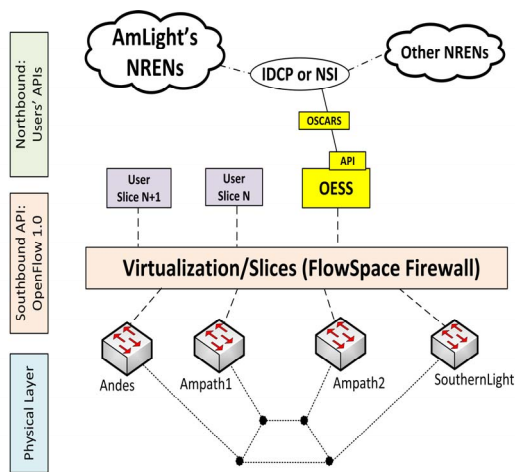 Northbound:
Users' APIs
AmLight's
NRENs
IDCP or NSI
Other NRENs
OSCARS
API
OESS
User
Slice N+1
User
Slice N
Southbound API:
OpenFlow 1.0
Virtualization/Slices (FlowSpace Firewall)
Andes
Ampath1
Ampath2
SouthernLight
Physical Layer